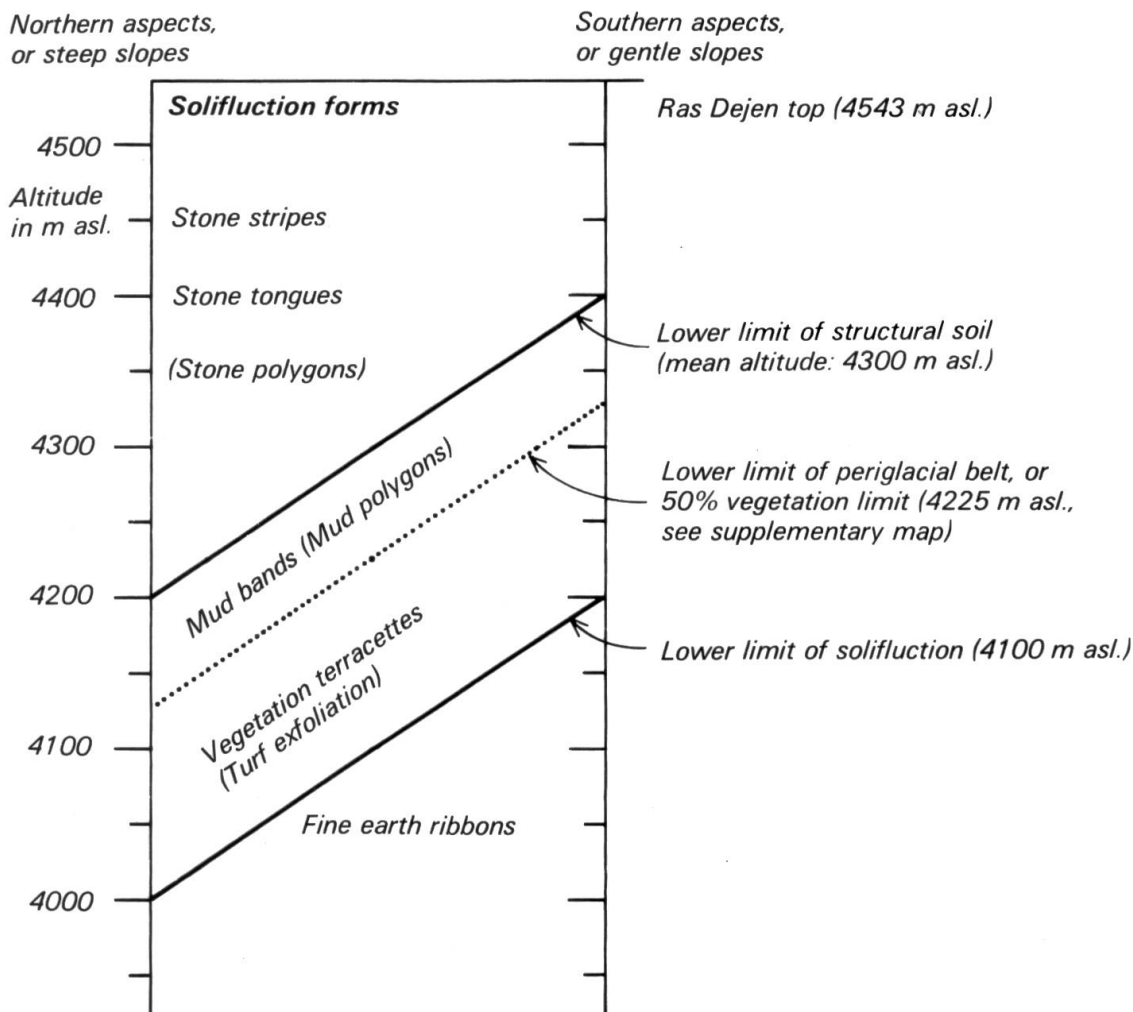 Northern aspects,
or steep slopes
Southern aspects,
or gentle slopes
Solifluction forms
Ras Dejen top (4543 m asl.)
4500
Altitude
in m asl.
Stone stripes
4400
Stone tongues
Lower limit of structural soil
(mean altitude: 4300 m asl.)
(Stone polygons)
4300
Mud bands (Mud polygons)
Lower limit of periglacial belt, or
50% vegetation limit (4225 m asl.,
see supplementary map)
4200
Lower limit of solifluction (4100 m asl.)
Vegetation terracettes
(Turf exfoliation)
4100
Fine earth ribbons
4000